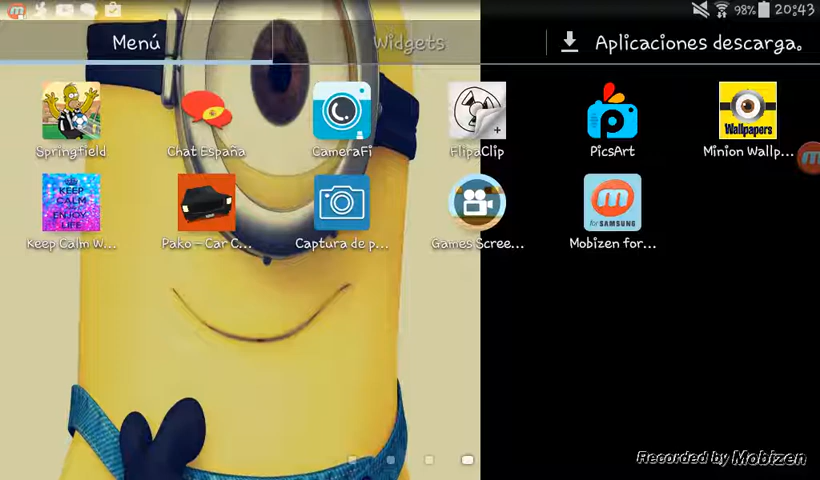 98% 20:43
Menú Widgets Aplicaciones descarga.
Wallpapers
Springfield Chat España CameraFi FlipaClip PicsArt Minion Wallp...
KEEP
CALM
AND
ENJOY
LIFE
for SAMSUNG
Keep Calm W... Pako – Car C... Captura de p... Games Scree... Mobizen for...
Recorded by Mobizen